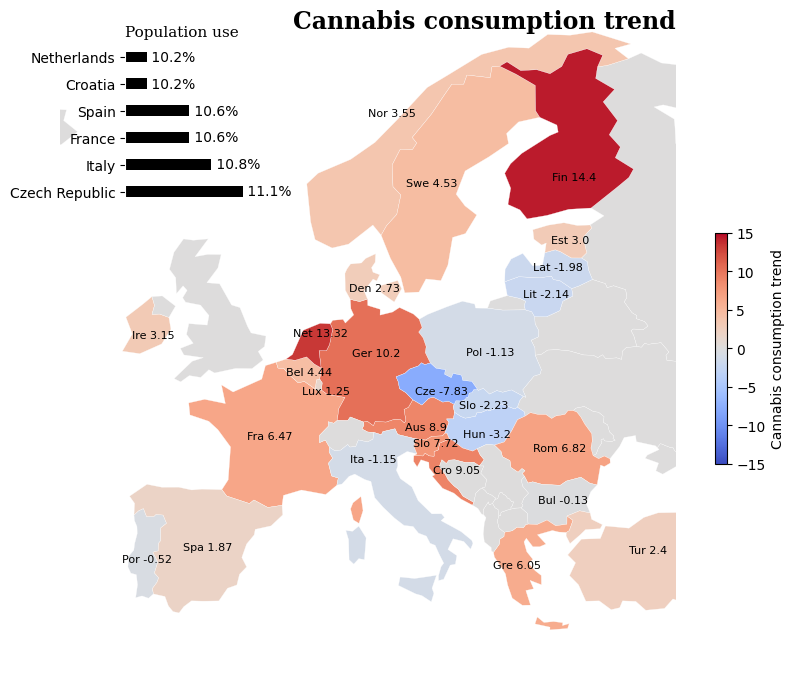 Cannabis consumption trend
Population use
Netherlands 10.2%
Croatia 10.2%
Spain 10.6%
France 10.6%
Italy 10.8%
Czech Republic 11.1%
Nor 3.55
Swe 4.53
Fin 14.4
Est 3.0
Lat -1.98
Den 2.73
Lit -2.14
Ire 3.15
Net 13.32
Ger 10.2
Pol -1.13
Bel 4.44
Lux 1.25
Cze -7.83
Slo -2.23
Fra 6.47
Aus 8.9
Hun -3.2
Slo 7.72
Rom 6.82
Ita -1.15
Cro 9.05
Bul -0.13
Spa 1.87
Tur 2.4
Por -0.52
Gre 6.05
15
10
5
0
−5
−10
−15
Cannabis consumption trend